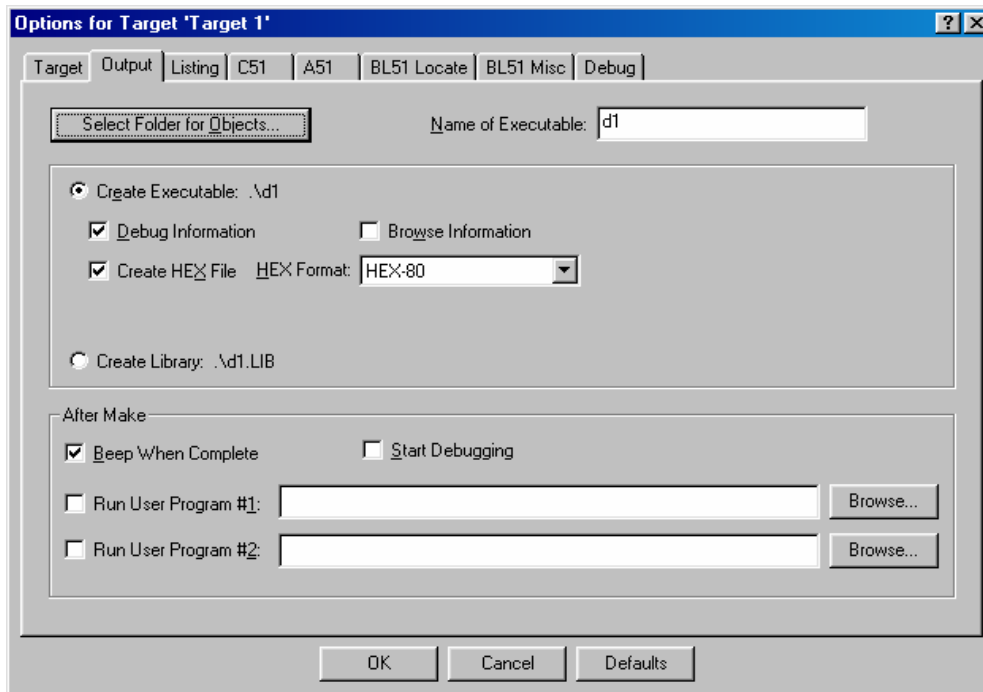 Options for Target 'Target 1'
Target Output Listing C51 A51 BL51 Locate BL51 Misc Debug
Select Folder for Objects... Name of Executable: d1
Create Executable: .\d1
Debug Information Browse Information
Create HEX File HEX Format: HEX-80
Create Library: .\d1.LIB
After Make
Beep When Complete Start Debugging
Run User Program #1: Browse...
Run User Program #2: Browse...
OK Cancel Defaults